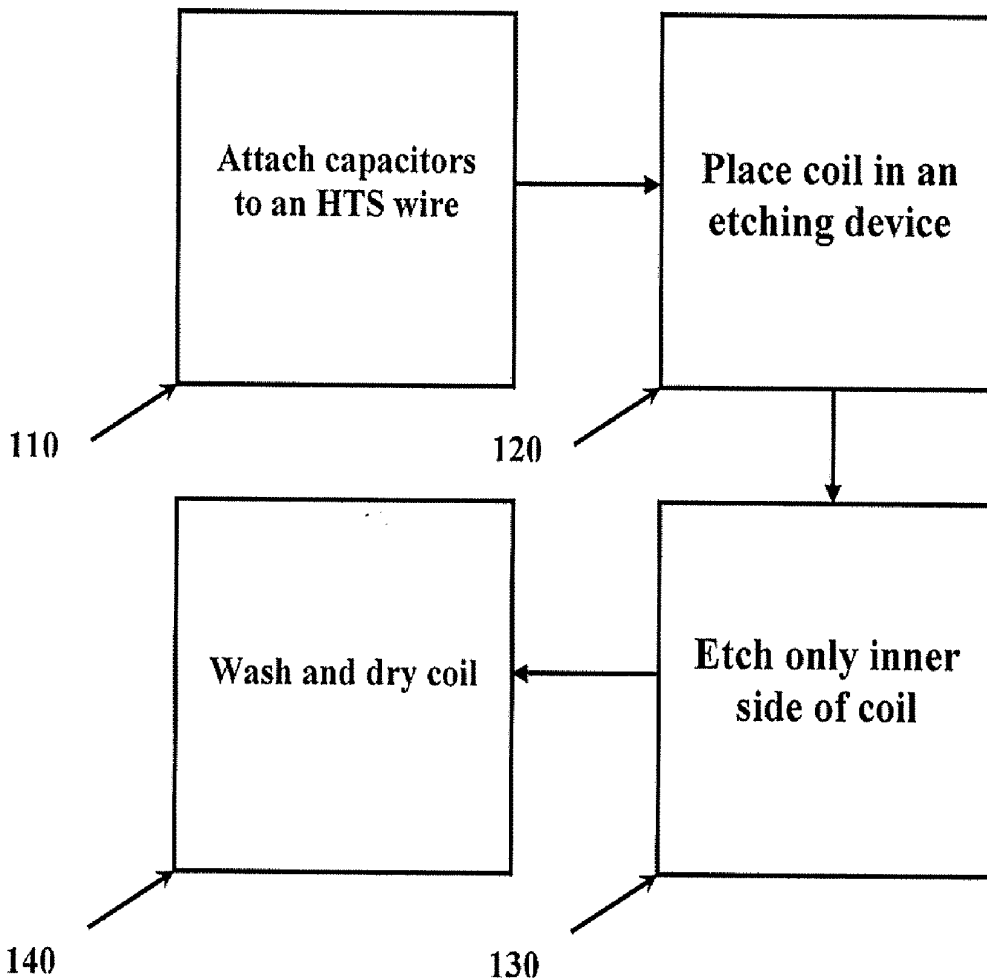 Attach capacitors
to an HTS wire
Place coil in an
etching device
110
120
Wash and dry coil
Etch only inner
side of coil
140
130